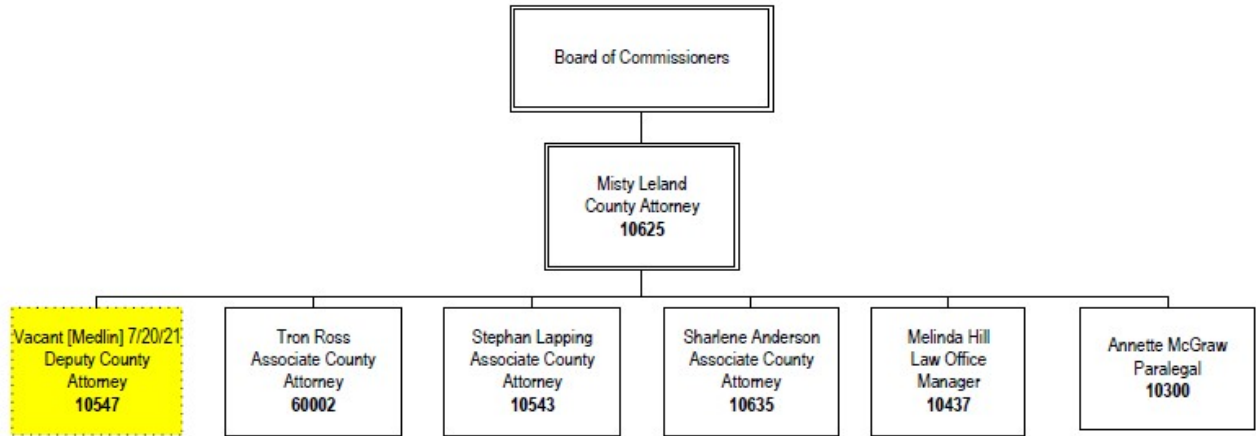 Board of Commissioners
Misty Leland
County Attorney
10625
Vacant [Medlin] 7/20/21
Deputy County
Attorney
10547
Tron Ross
Associate County
Attorney
60002
Stephan Lapping
Associate County
Attorney
10543
Sharlene Anderson
Associate County
Attorney
10635
Melinda Hill
Law Office
Manager
10437
Annette McGraw
Paralegal
10300